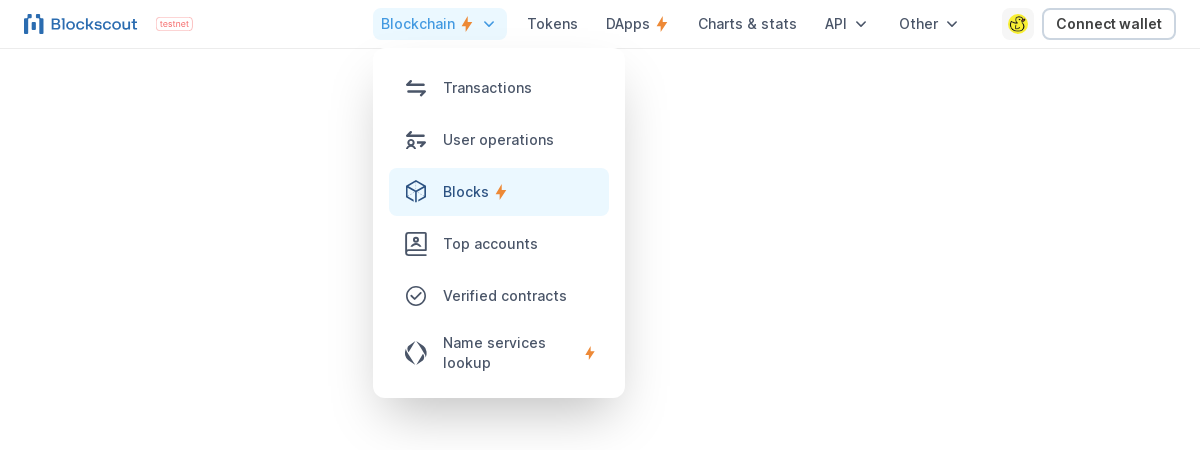 Blockscout testnet Blockchain Tokens DApps Charts & stats API Other Connect wallet
Transactions
User operations
Blocks
Top accounts
Verified contracts
Name services
lookup